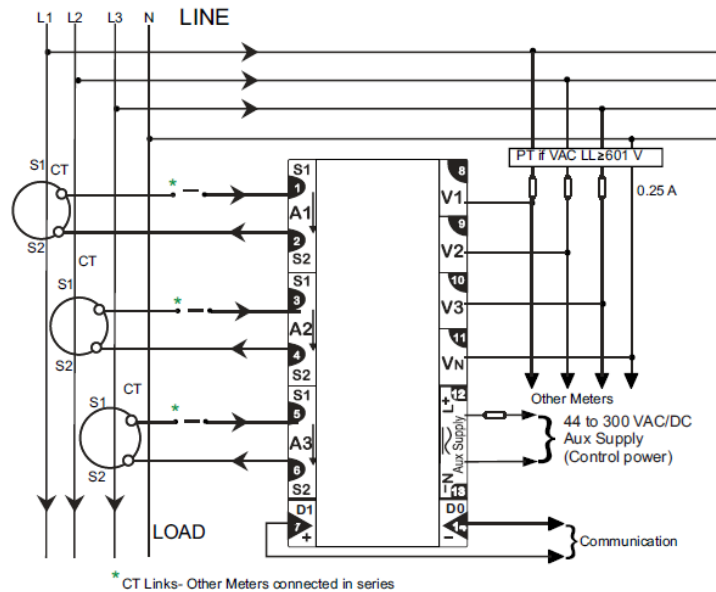 L1 L2 L3 N LINE
PT if VAC LL ≥601 V
0.25 A
S1 CT
S2
CT
S1
S2
CT
S1
S2
LOAD
S1
1
A1
2
S2
S1
3
A2
4
S2
S1
5
A3
6
S2
D1
7
+
8
V1
9
V2
10
V3
11
VN
12
L+
Aux Supply
–N
13
D0
14
–
Other Meters
44 to 300 VAC/DC
Aux Supply
(Control power)
Communication
* CT Links- Other Meters connected in series